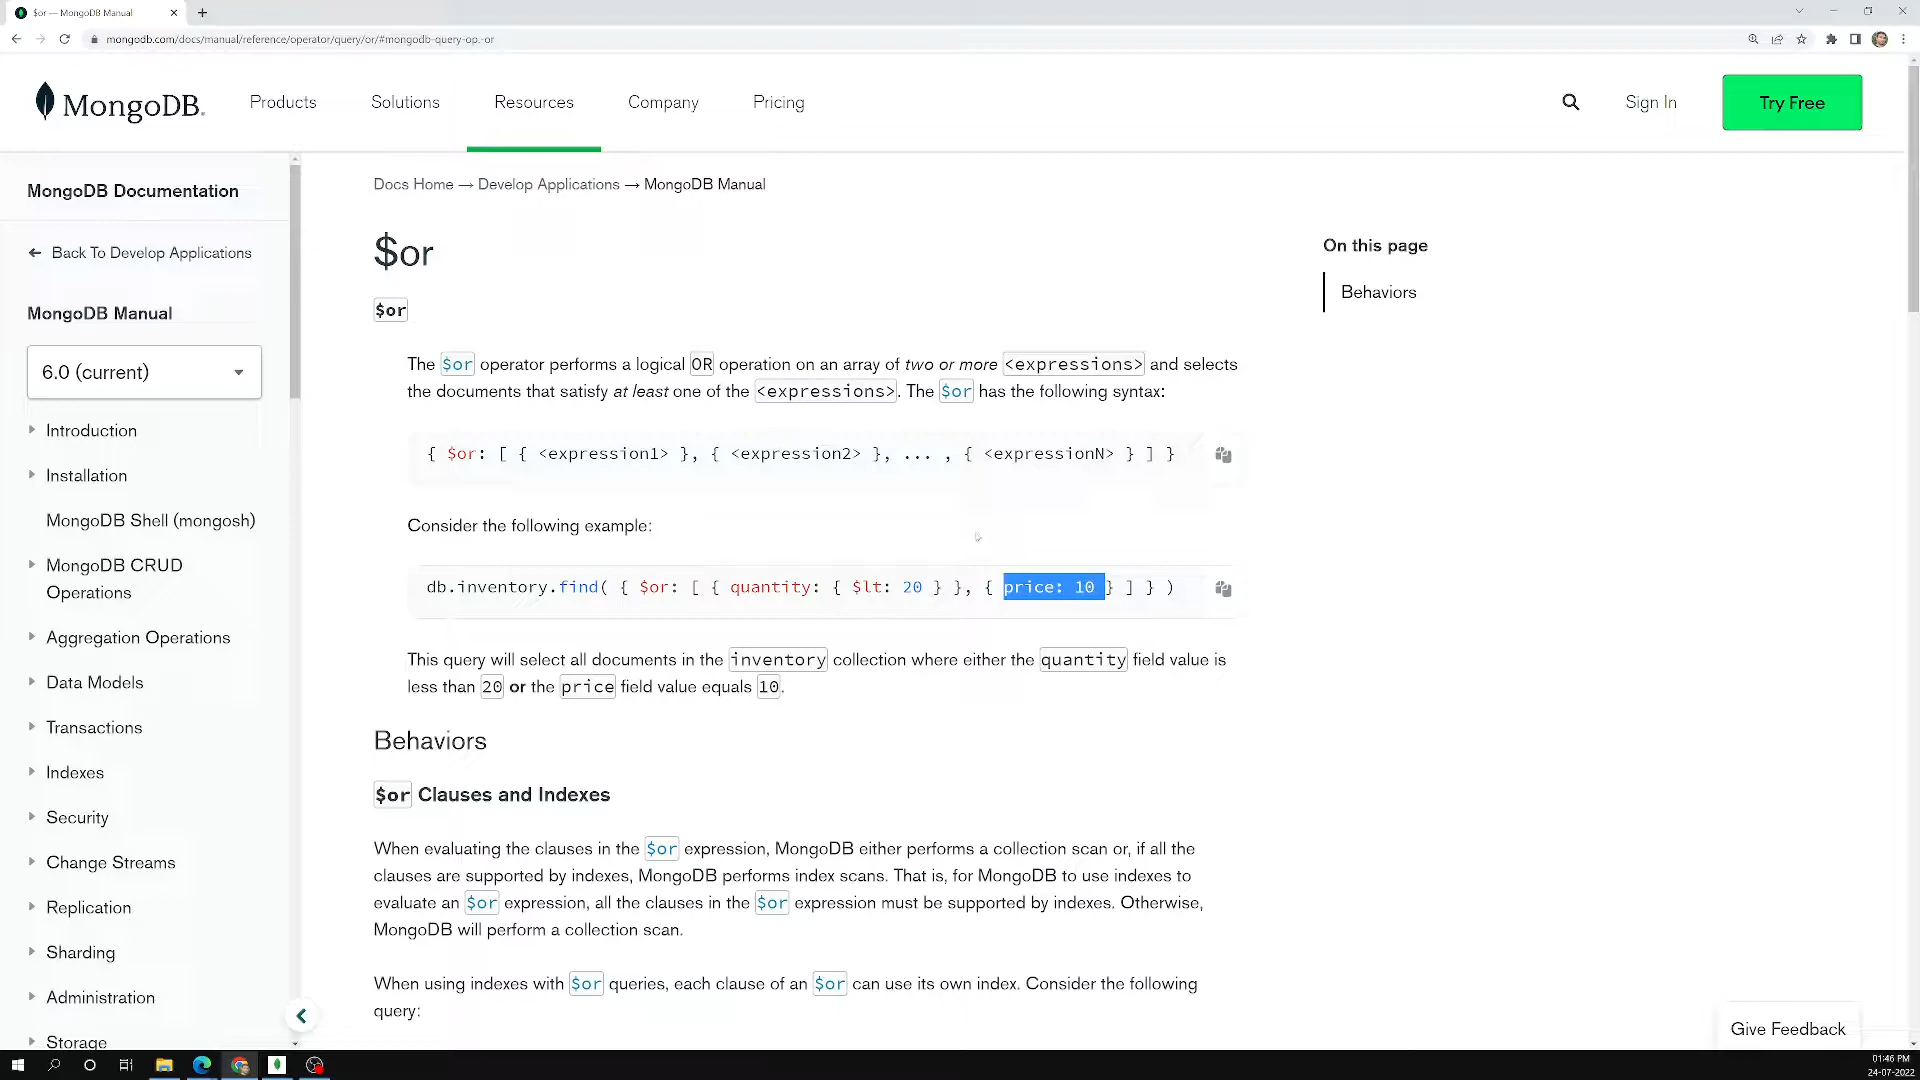 $or — MongoDB Manual
mongodb.com/docs/manual/reference/operator/query/or/#mongodb-query-op.-or
MongoDB.
Products
Solutions
Resources
Company
Pricing
Sign In
Try Free
MongoDB Documentation
← Back To Develop Applications
MongoDB Manual
6.0 (current)
Introduction
Installation
MongoDB Shell (mongosh)
MongoDB CRUD
Operations
Aggregation Operations
Data Models
Transactions
Indexes
Security
Change Streams
Replication
Sharding
Administration
Storage
Docs Home → Develop Applications → MongoDB Manual
$or
$or
The $or operator performs a logical OR operation on an array of two or more <expressions> and selects
the documents that satisfy at least one of the <expressions>. The $or has the following syntax:
{ $or: [ { <expression1> }, { <expression2> }, ... , { <expressionN> } ] }
Consider the following example:
db.inventory.find( { $or: [ { quantity: { $lt: 20 } }, { price: 10 } ] } )
This query will select all documents in the inventory collection where either the quantity field value is
less than 20 or the price field value equals 10.
Behaviors
$or Clauses and Indexes
When evaluating the clauses in the $or expression, MongoDB either performs a collection scan or, if all the
clauses are supported by indexes, MongoDB performs index scans. That is, for MongoDB to use indexes to
evaluate an $or expression, all the clauses in the $or expression must be supported by indexes. Otherwise,
MongoDB will perform a collection scan.
When using indexes with $or queries, each clause of an $or can use its own index. Consider the following
query:
On this page
Behaviors
Give Feedback
01:46 PM
24-07-2022